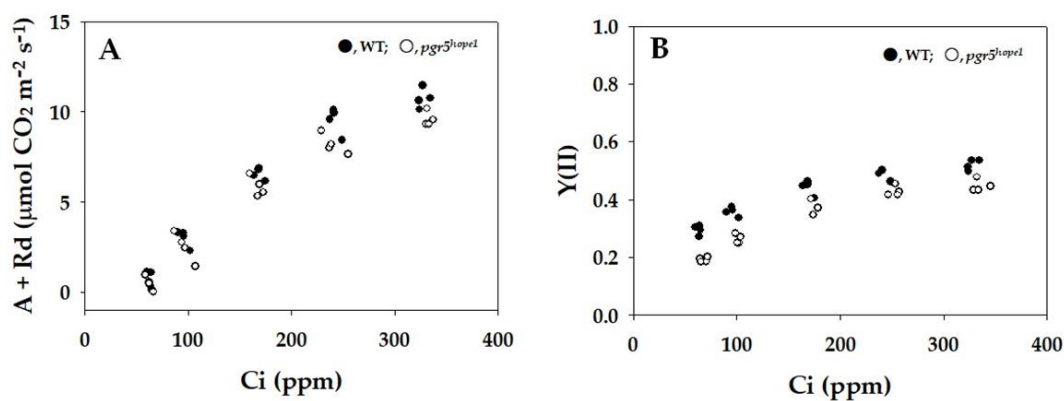 A
●, WT; ○, pgr5hope1
A + Rd (μmol CO2 m-2 s-1)
15
10
5
0
0 100 200 300 400
Ci (ppm)
B
●, WT; ○, pgr5hope1
Y(II)
1.0
0.8
0.6
0.4
0.2
0.0
0 100 200 300 400
Ci (ppm)